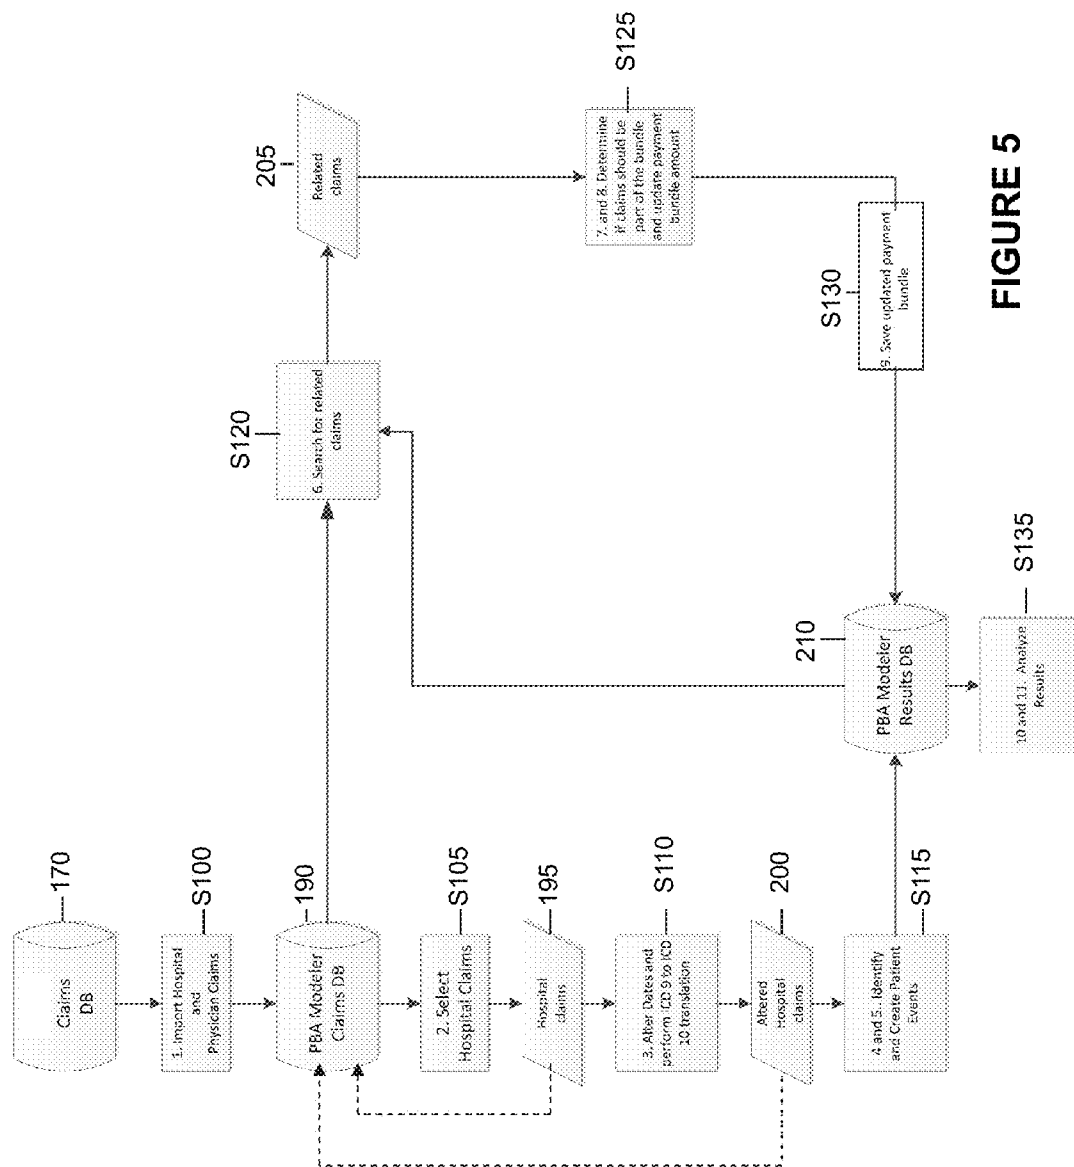 170
Claims
DB
S100
1. Import Hospital
and
Physician Claims
190
PBA Modeler
Claims DB
S105
2. Select
Hospital Claims
195
Hospital
claims
S110
3. Alter Dates and
perform ICD 9 to ICD
10 translation
200
Altered
Hospital
claims
S115
4 and 5. Identify
and Create Patient
Events
S120
6. Search for related
claims
205
Related
claims
S125
7. and 8. Determine
if claims should be
part of the bundle
and update payment
bundle amount
S130
9. Save updated payment
bundle
210
PBA Modeler
Results DB
S135
10 and 11. Analyze
Results
FIGURE 5